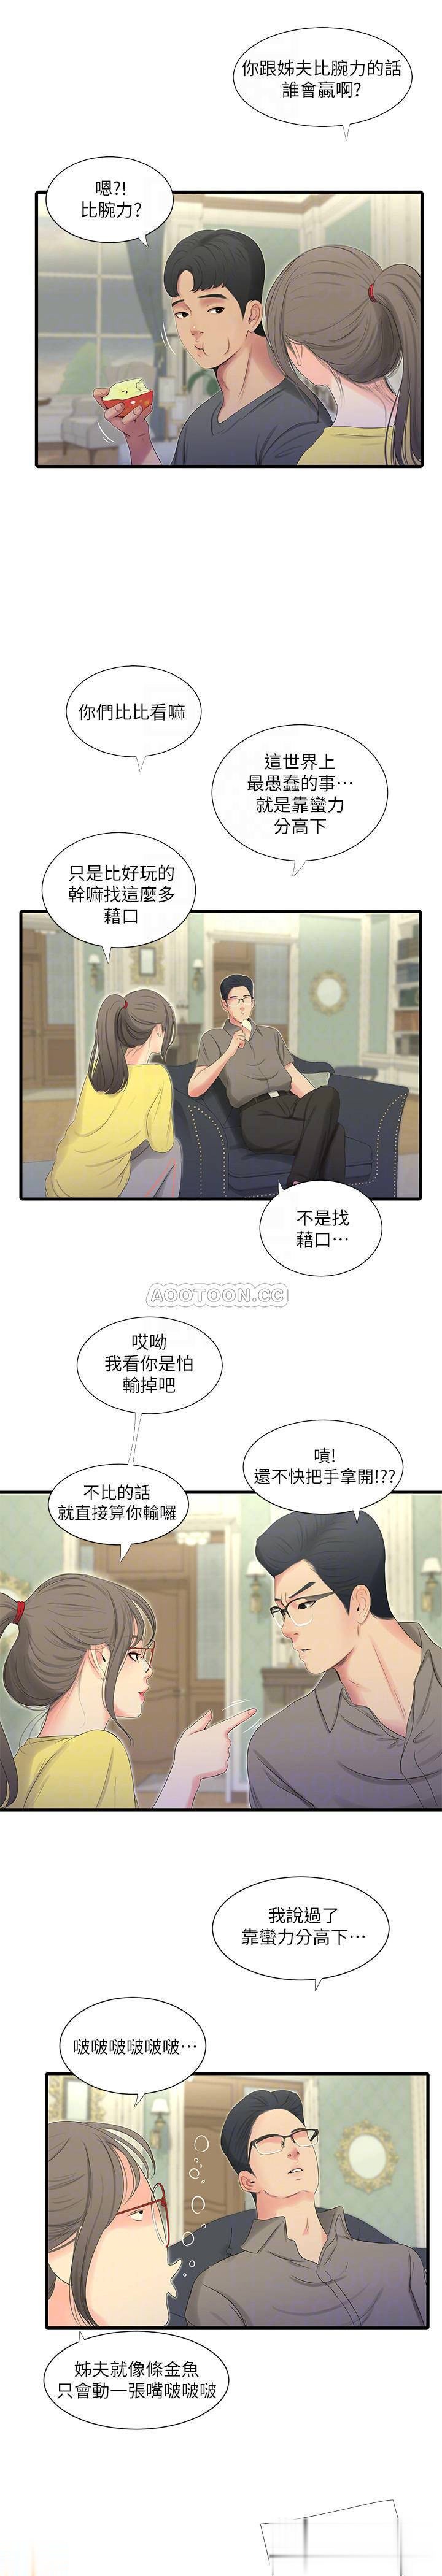 你跟姊夫比腕力的話
誰會贏啊?
嗯?!
比腕力?
你們比比看嘛
這世界上
最愚蠢的事…
就是靠蠻力
分高下
只是比好玩的
幹嘛找這麼多
藉口
不是找
藉口…
AOOTOON.CC
哎呦
我看你是怕
輸掉吧
嘖!
還不快把手拿開!??
不比的話
就直接算你輸囉
我說過了
靠蠻力分高下…
啵啵啵啵啵啵…
姊夫就像條金魚
只會動一張嘴啵啵啵